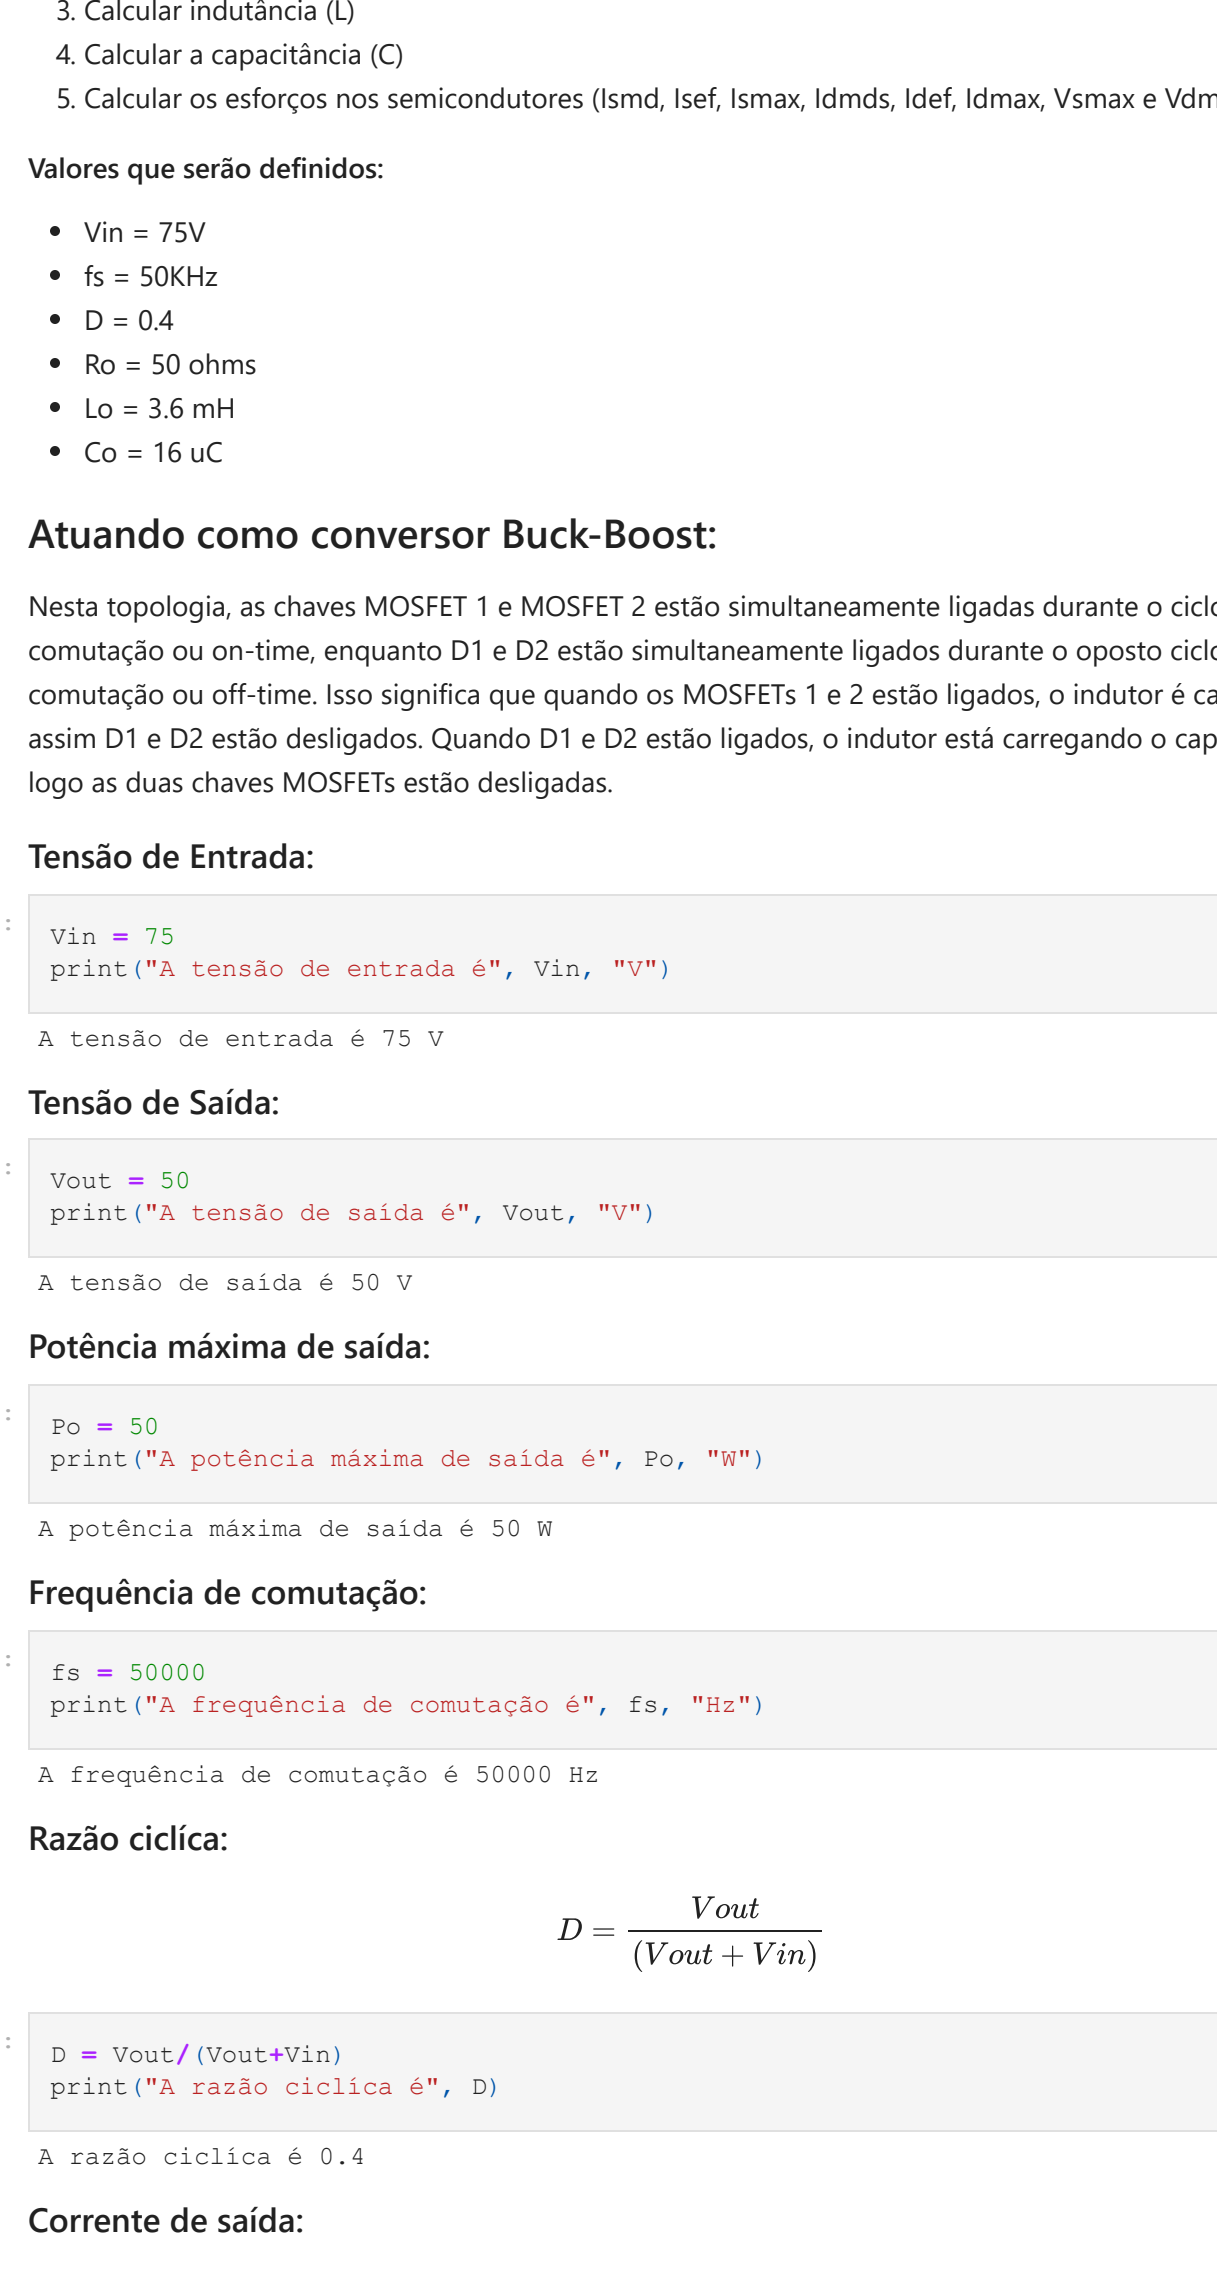 3. Calcular indutância (L)
4. Calcular a capacitância (C)
5. Calcular os esforços nos semicondutores (Ismd, Isef, Ismax, Idmds, Idef, Idmax, Vsmax e Vdm
Valores que serão definidos:
• Vin = 75V
• fs = 50KHz
• D = 0.4
• Ro = 50 ohms
• Lo = 3.6 mH
• Co = 16 uC
Atuando como conversor Buck-Boost:
Nesta topologia, as chaves MOSFET 1 e MOSFET 2 estão simultaneamente ligadas durante o ciclo
comutação ou on-time, enquanto D1 e D2 estão simultaneamente ligados durante o oposto ciclo
comutação ou off-time. Isso significa que quando os MOSFETs 1 e 2 estão ligados, o indutor é ca
assim D1 e D2 estão desligados. Quando D1 e D2 estão ligados, o indutor está carregando o cap
logo as duas chaves MOSFETs estão desligadas.
Tensão de Entrada:
:
Vin = 75
print("A tensão de entrada é", Vin, "V")
A tensão de entrada é 75 V
Tensão de Saída:
:
Vout = 50
print("A tensão de saída é", Vout, "V")
A tensão de saída é 50 V
Potência máxima de saída:
:
Po = 50
print("A potência máxima de saída é", Po, "W")
A potência máxima de saída é 50 W
Frequência de comutação:
:
fs = 50000
print("A frequência de comutação é", fs, "Hz")
A frequência de comutação é 50000 Hz
Razão ciclíca:
D = Vout / (Vout + Vin)
:
D = Vout/(Vout+Vin)
print("A razão ciclíca é", D)
A razão ciclíca é 0.4
Corrente de saída: